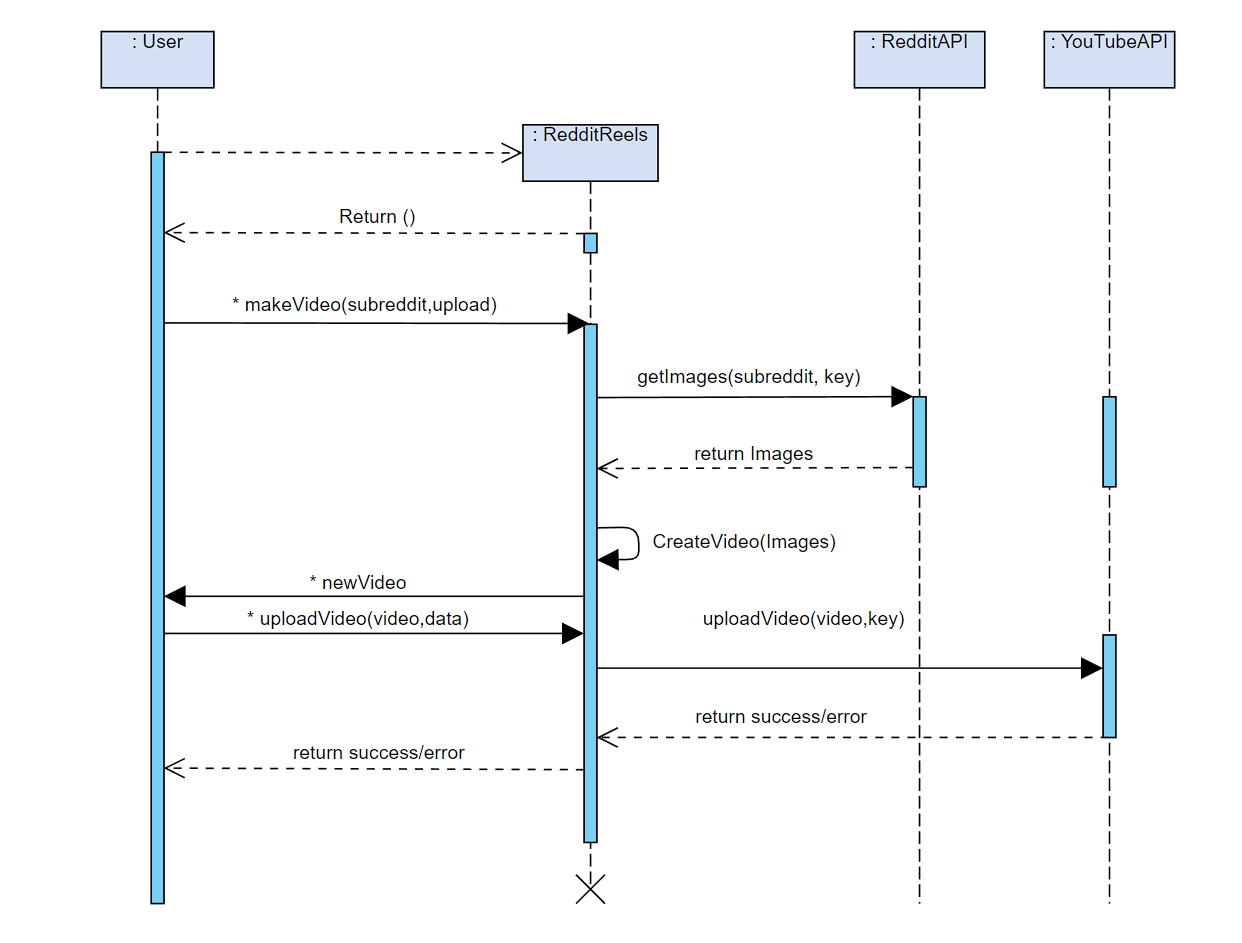 : User
: RedditAPI
: YouTubeAPI
: RedditReels
Return ()
* makeVideo(subreddit,upload)
getImages(subreddit, key)
return Images
CreateVideo(Images)
* newVideo
* uploadVideo(video,data)
uploadVideo(video,key)
return success/error
return success/error